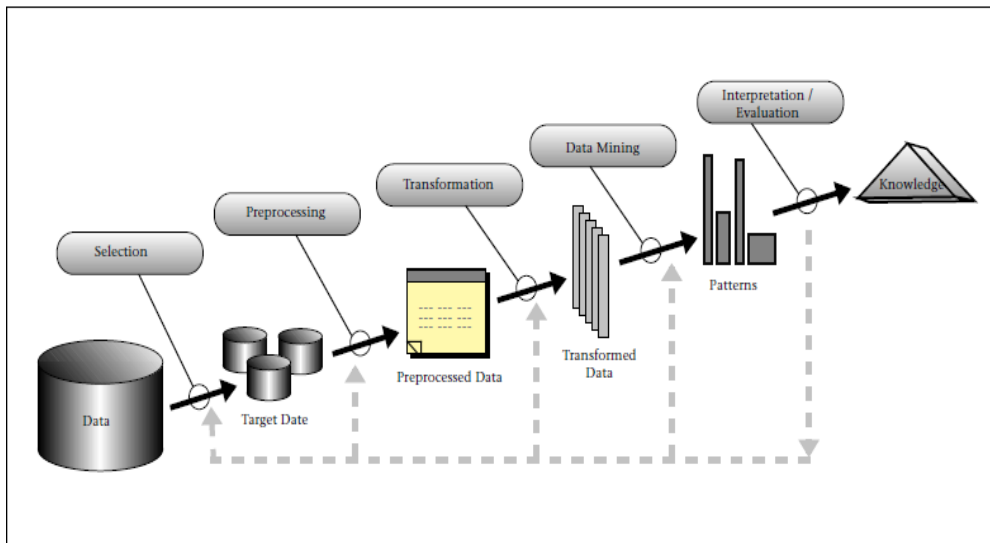 Interpretation /
Evaluation
Data Mining
Transformation
Knowledge
Preprocessing
Selection
Patterns
Transformed
Data
Preprocessed Data
Target Date
Data